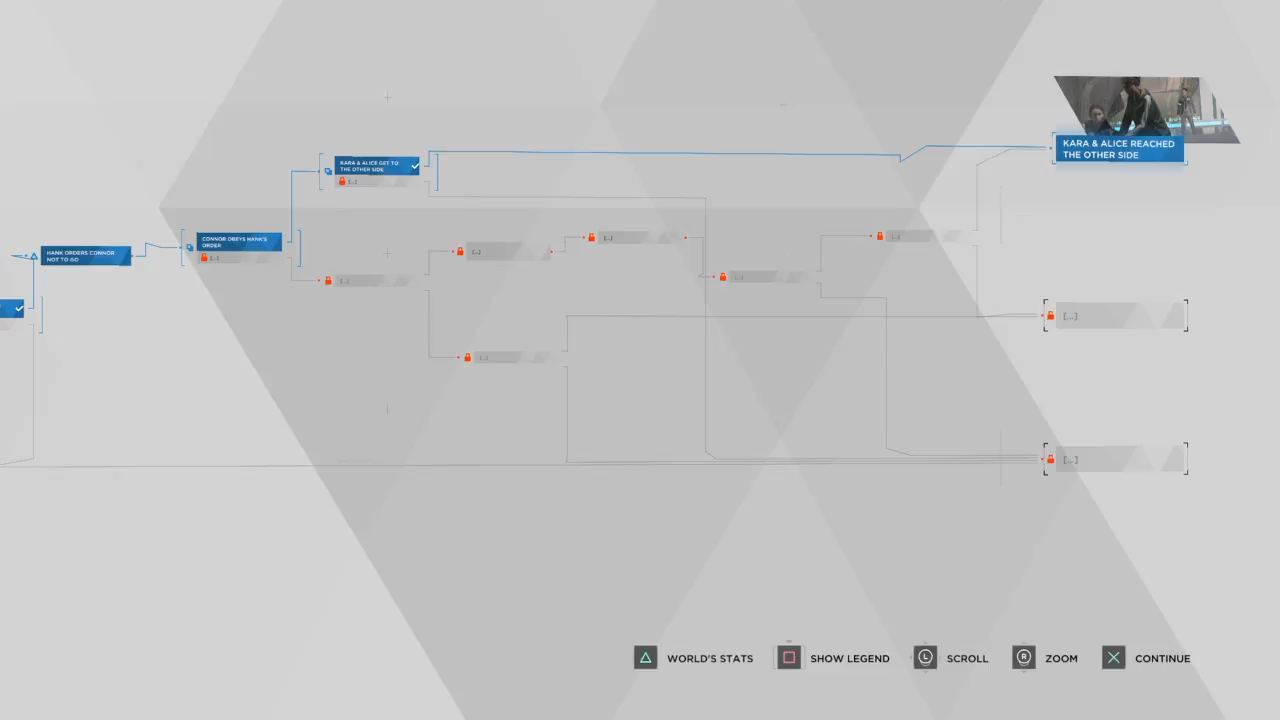 KARA & ALICE REACHED
THE OTHER SIDE
KARA & ALICE GET TO
THE OTHER SIDE
[...]
CONNOR OBEYS HANK'S
ORDER
[...]
HANK ORDERS CONNOR
NOT TO GO
[...]
[...]
[...]
[...]
[...]
[...]
[...]
[...]
WORLD'S STATS
SHOW LEGEND
L
SCROLL
R
ZOOM
CONTINUE